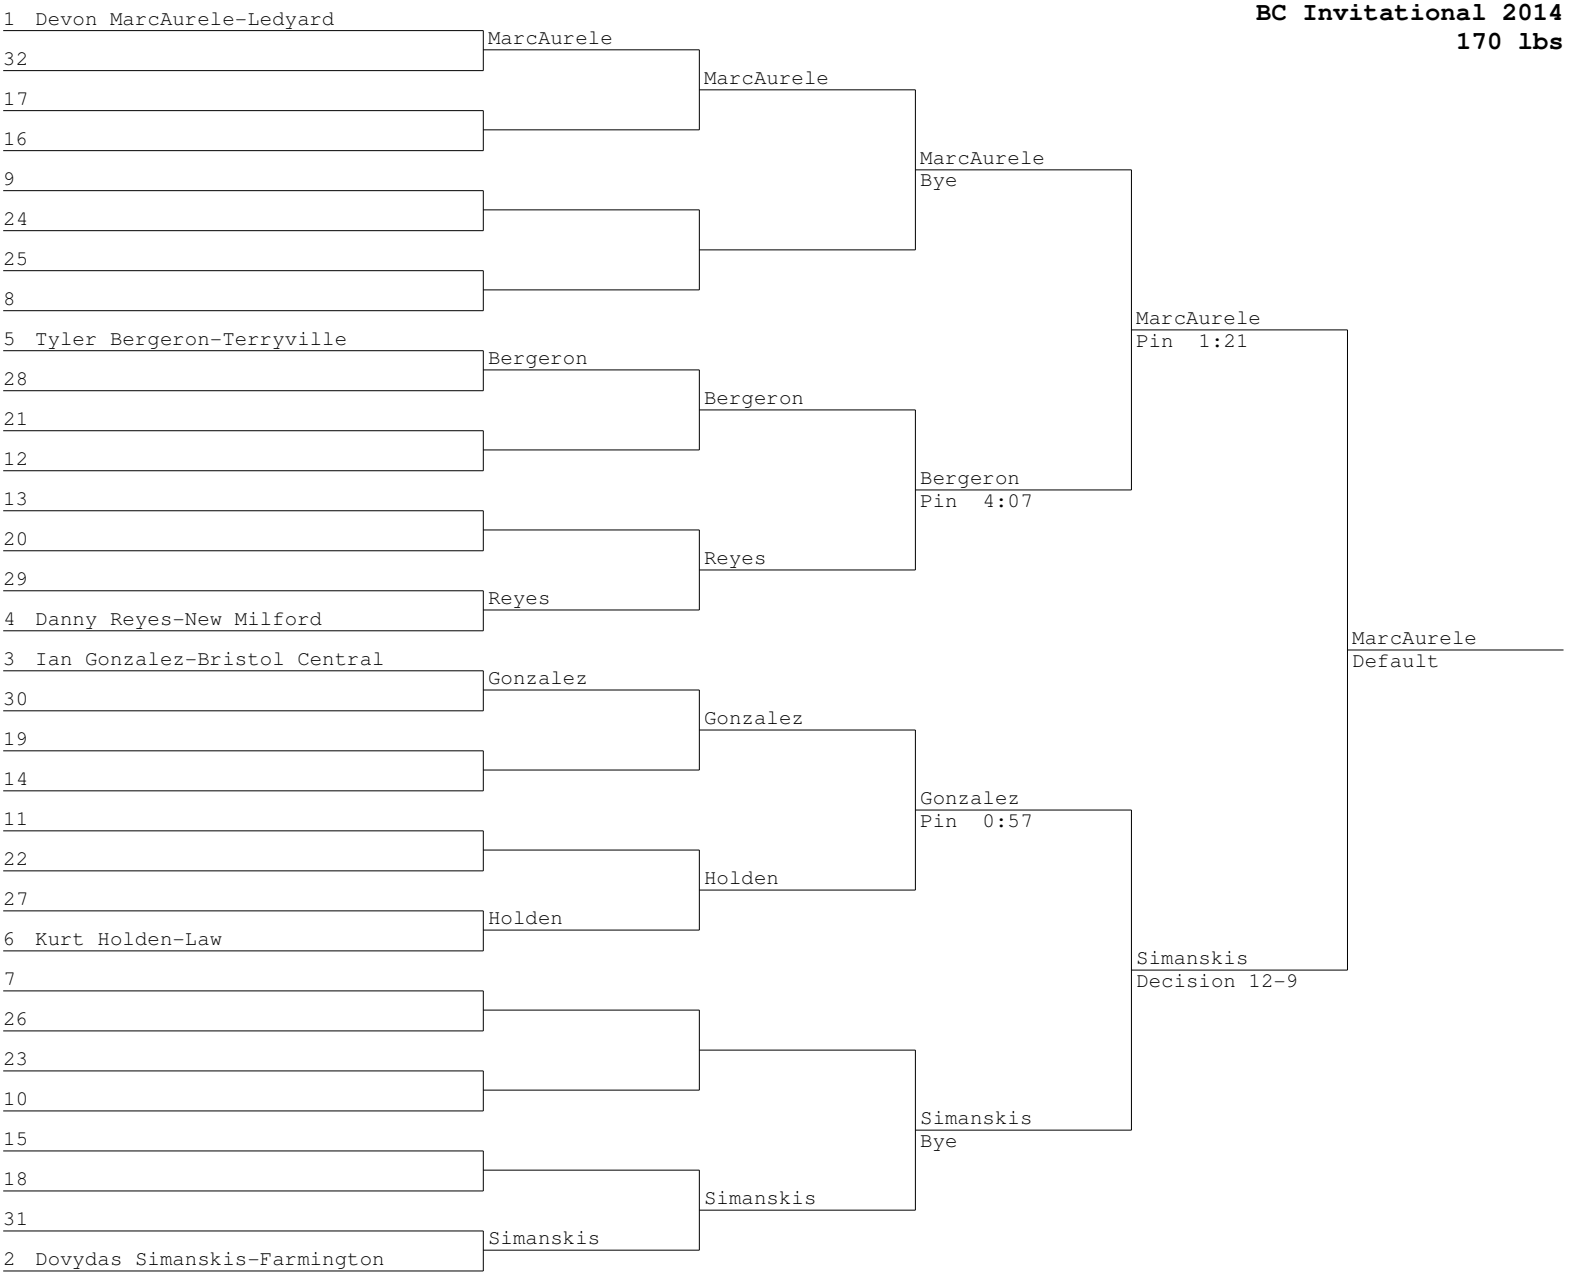 BC Invitational 2014
170 lbs
1 Devon MarcAurele-Ledyard
32
17
16
9
24
25
8
5 Tyler Bergeron-Terryville
28
21
12
13
20
29
4 Danny Reyes-New Milford
3 Ian Gonzalez-Bristol Central
30
19
14
11
22
27
6 Kurt Holden-Law
7
26
23
10
15
18
31
2 Dovydas Simanskis-Farmington
MarcAurele
Bergeron
Reyes
Gonzalez
Holden
Simanskis
MarcAurele
Bergeron
Reyes
Gonzalez
Holden
Simanskis
MarcAurele
Bye
Bergeron
Pin 4:07
Gonzalez
Pin 0:57
Simanskis
Bye
MarcAurele
Pin 1:21
Simanskis
Decision 12-9
MarcAurele
Default